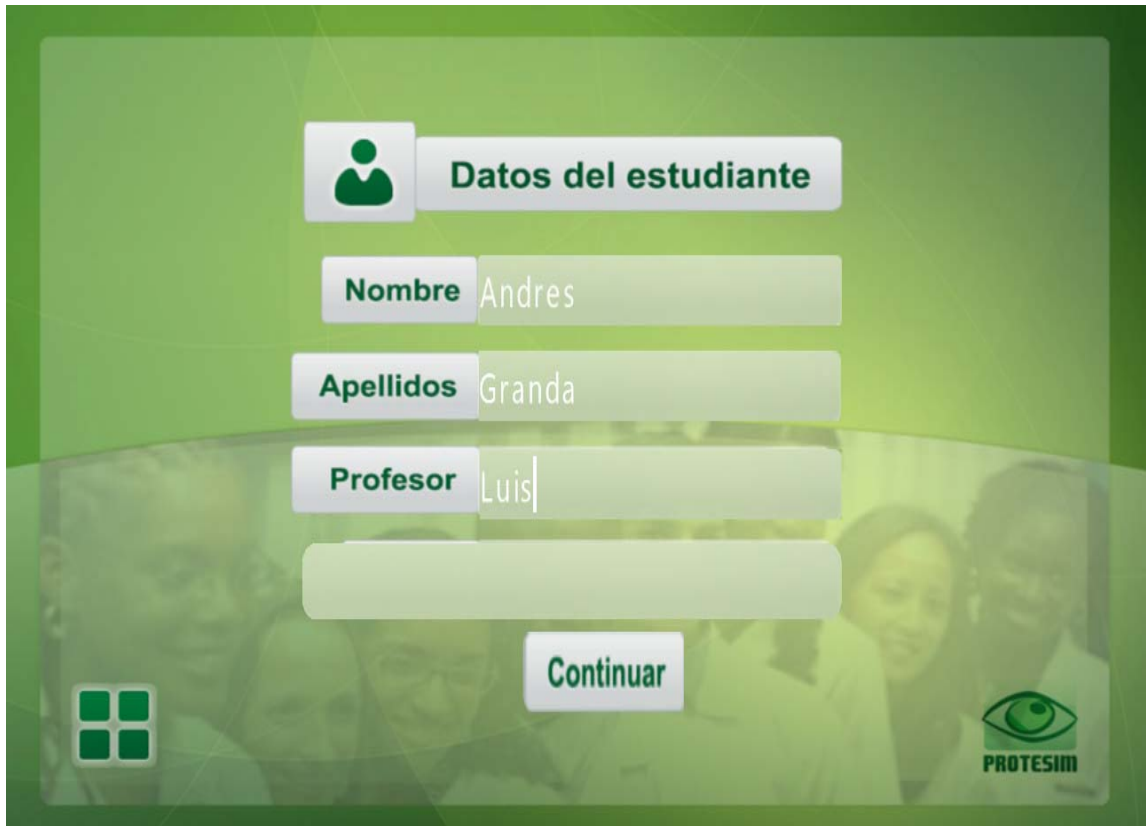 Datos del estudiante
Nombre Andres
Apellidos Granda
Profesor Luis
Continuar
PROTESIM